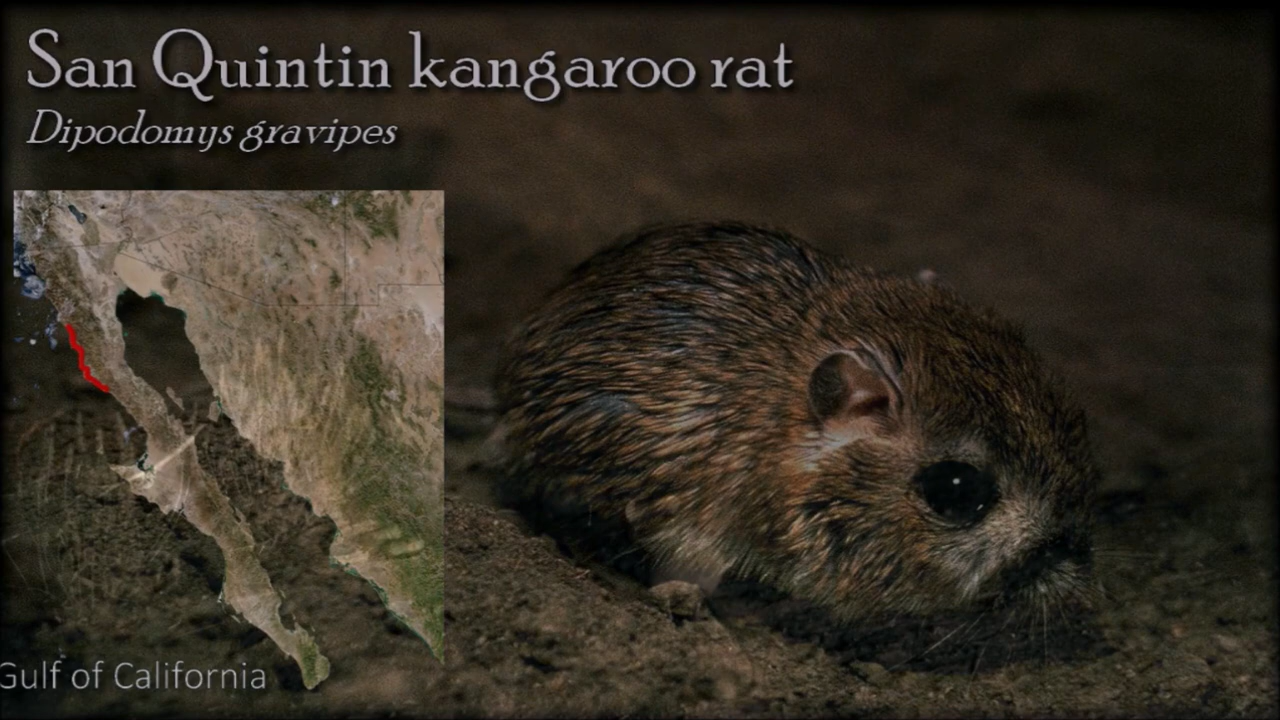 San Quintin kangaroo rat
Dipodomys gravipes
Gulf of California